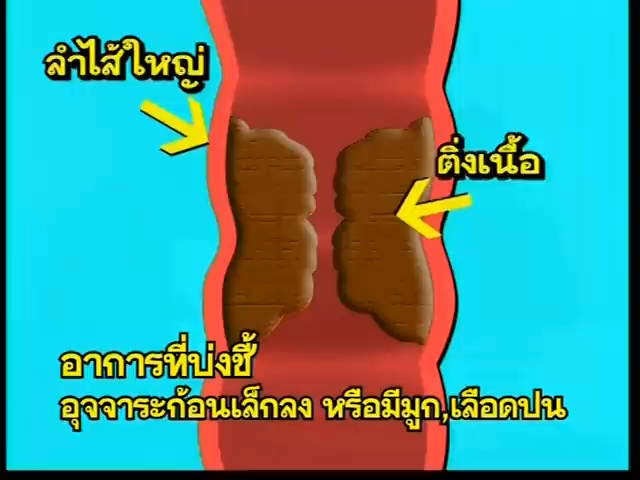 ลำไส้ใหญ่
ติ่งเนื้อ
อาการที่บ่งชี้
อุจจาระก้อนเล็กลง หรือมีมูก,เลือดปน